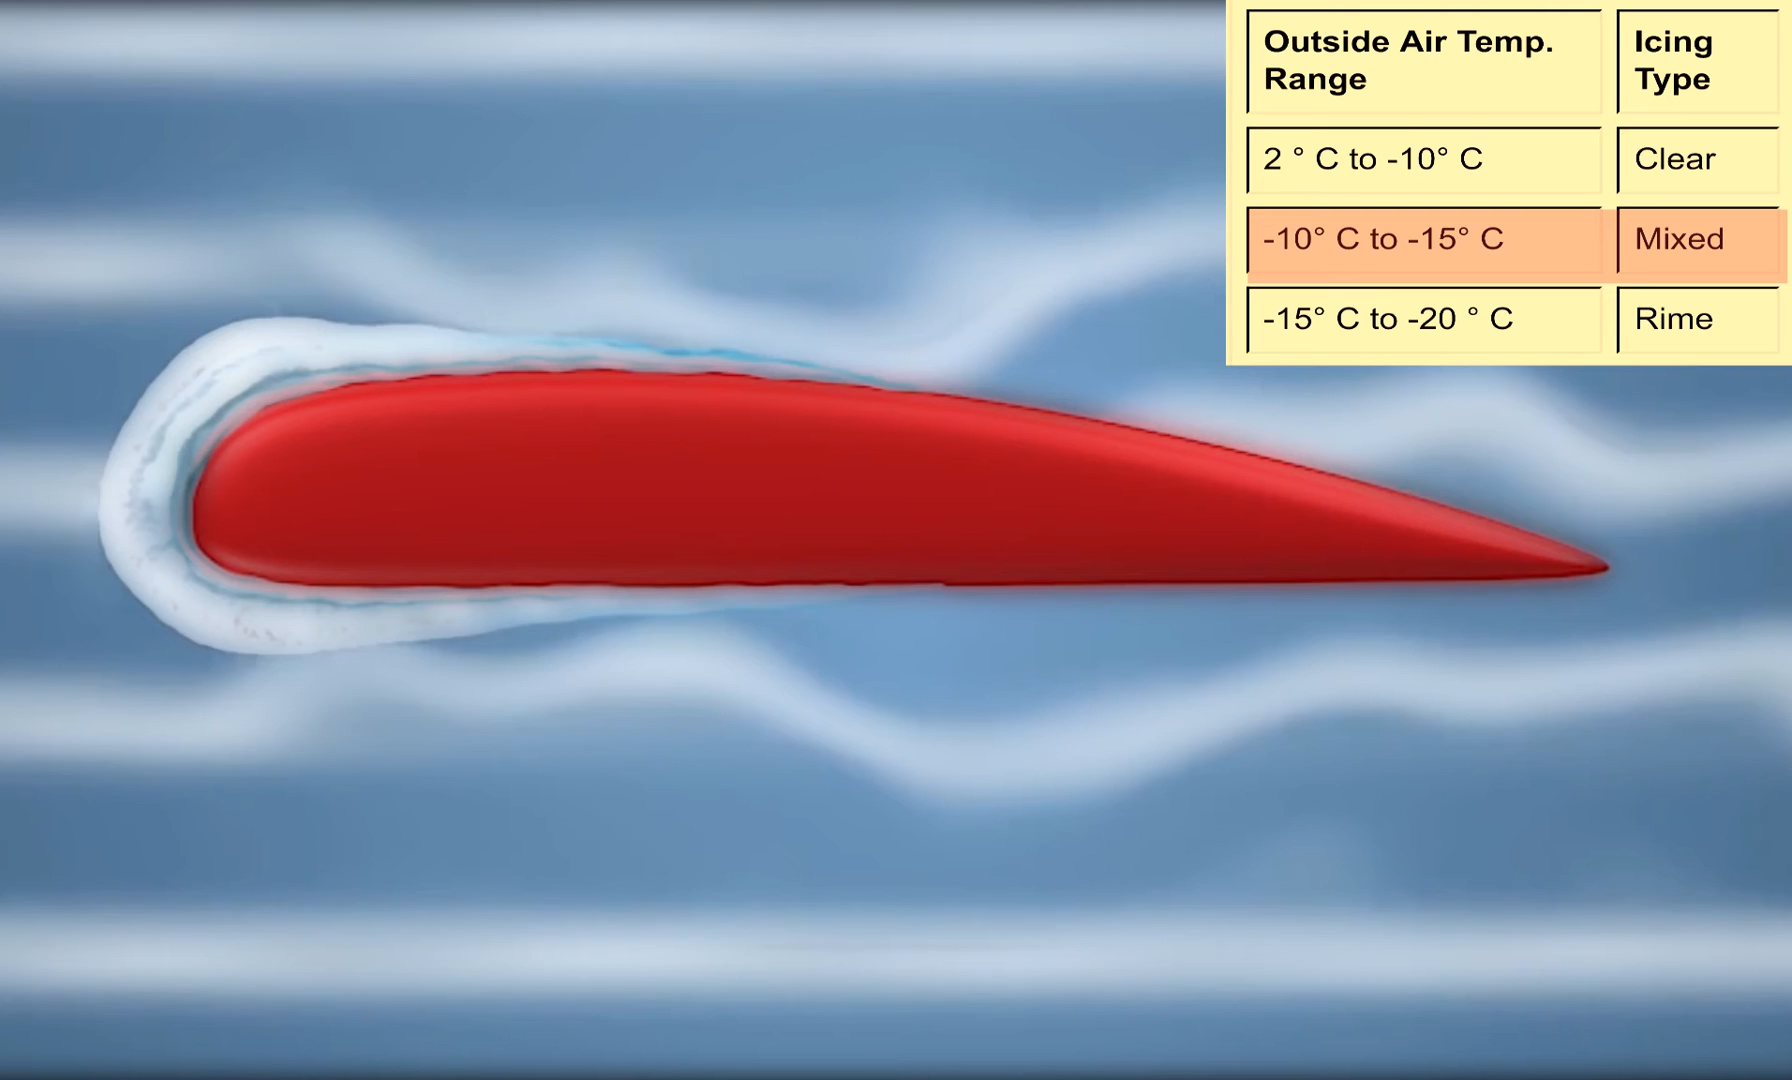 Outside Air Temp. Range
Icing Type
2 ° C to -10° C
Clear
-10° C to -15° C
Mixed
-15° C to -20 ° C
Rime